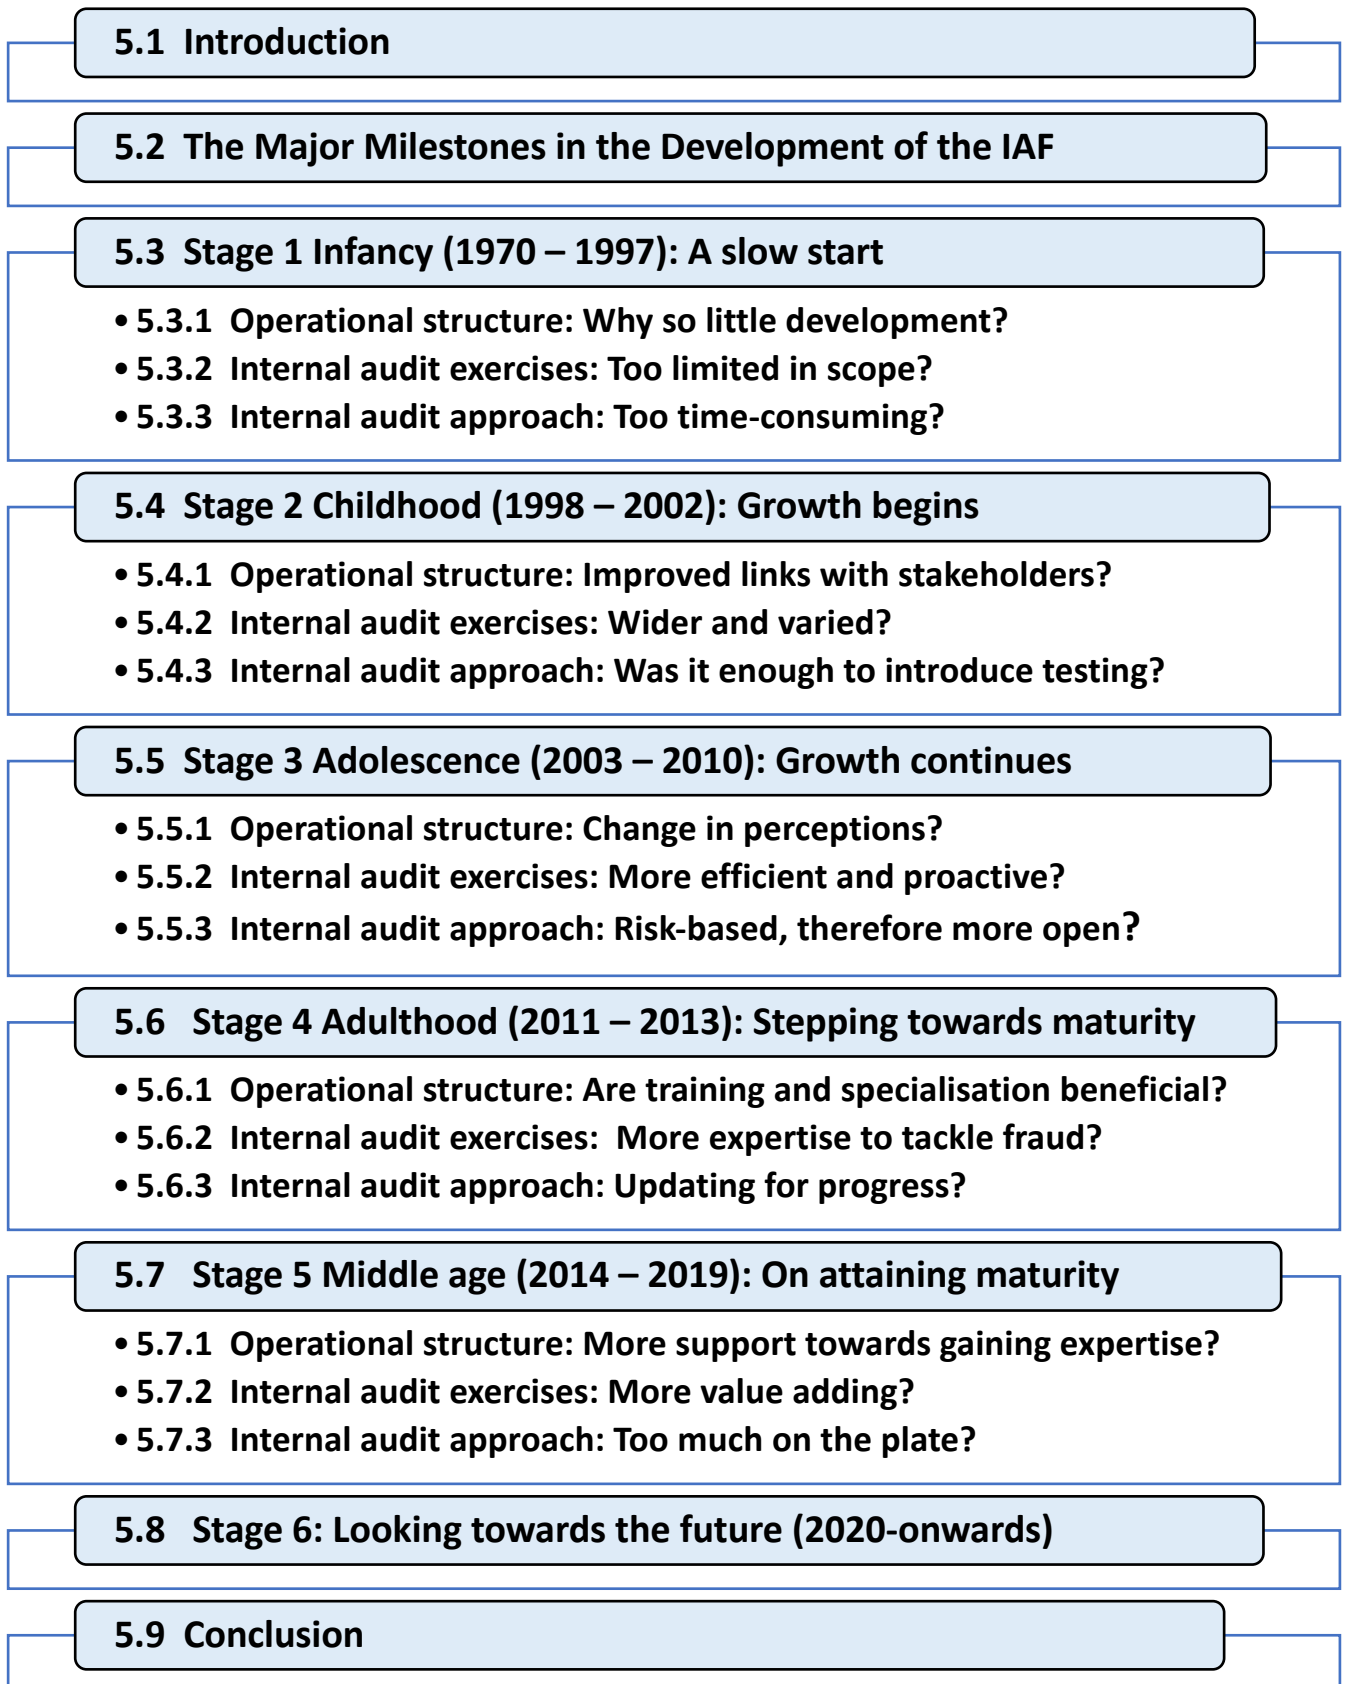 5.1 Introduction
5.2 The Major Milestones in the Development of the IAF
5.3 Stage 1 Infancy (1970 – 1997): A slow start
• 5.3.1 Operational structure: Why so little development?
• 5.3.2 Internal audit exercises: Too limited in scope?
• 5.3.3 Internal audit approach: Too time-consuming?
5.4 Stage 2 Childhood (1998 – 2002): Growth begins
• 5.4.1 Operational structure: Improved links with stakeholders?
• 5.4.2 Internal audit exercises: Wider and varied?
• 5.4.3 Internal audit approach: Was it enough to introduce testing?
5.5 Stage 3 Adolescence (2003 – 2010): Growth continues
• 5.5.1 Operational structure: Change in perceptions?
• 5.5.2 Internal audit exercises: More efficient and proactive?
• 5.5.3 Internal audit approach: Risk-based, therefore more open?
5.6 Stage 4 Adulthood (2011 – 2013): Stepping towards maturity
• 5.6.1 Operational structure: Are training and specialisation beneficial?
• 5.6.2 Internal audit exercises: More expertise to tackle fraud?
• 5.6.3 Internal audit approach: Updating for progress?
5.7 Stage 5 Middle age (2014 – 2019): On attaining maturity
• 5.7.1 Operational structure: More support towards gaining expertise?
• 5.7.2 Internal audit exercises: More value adding?
• 5.7.3 Internal audit approach: Too much on the plate?
5.8 Stage 6: Looking towards the future (2020-onwards)
5.9 Conclusion